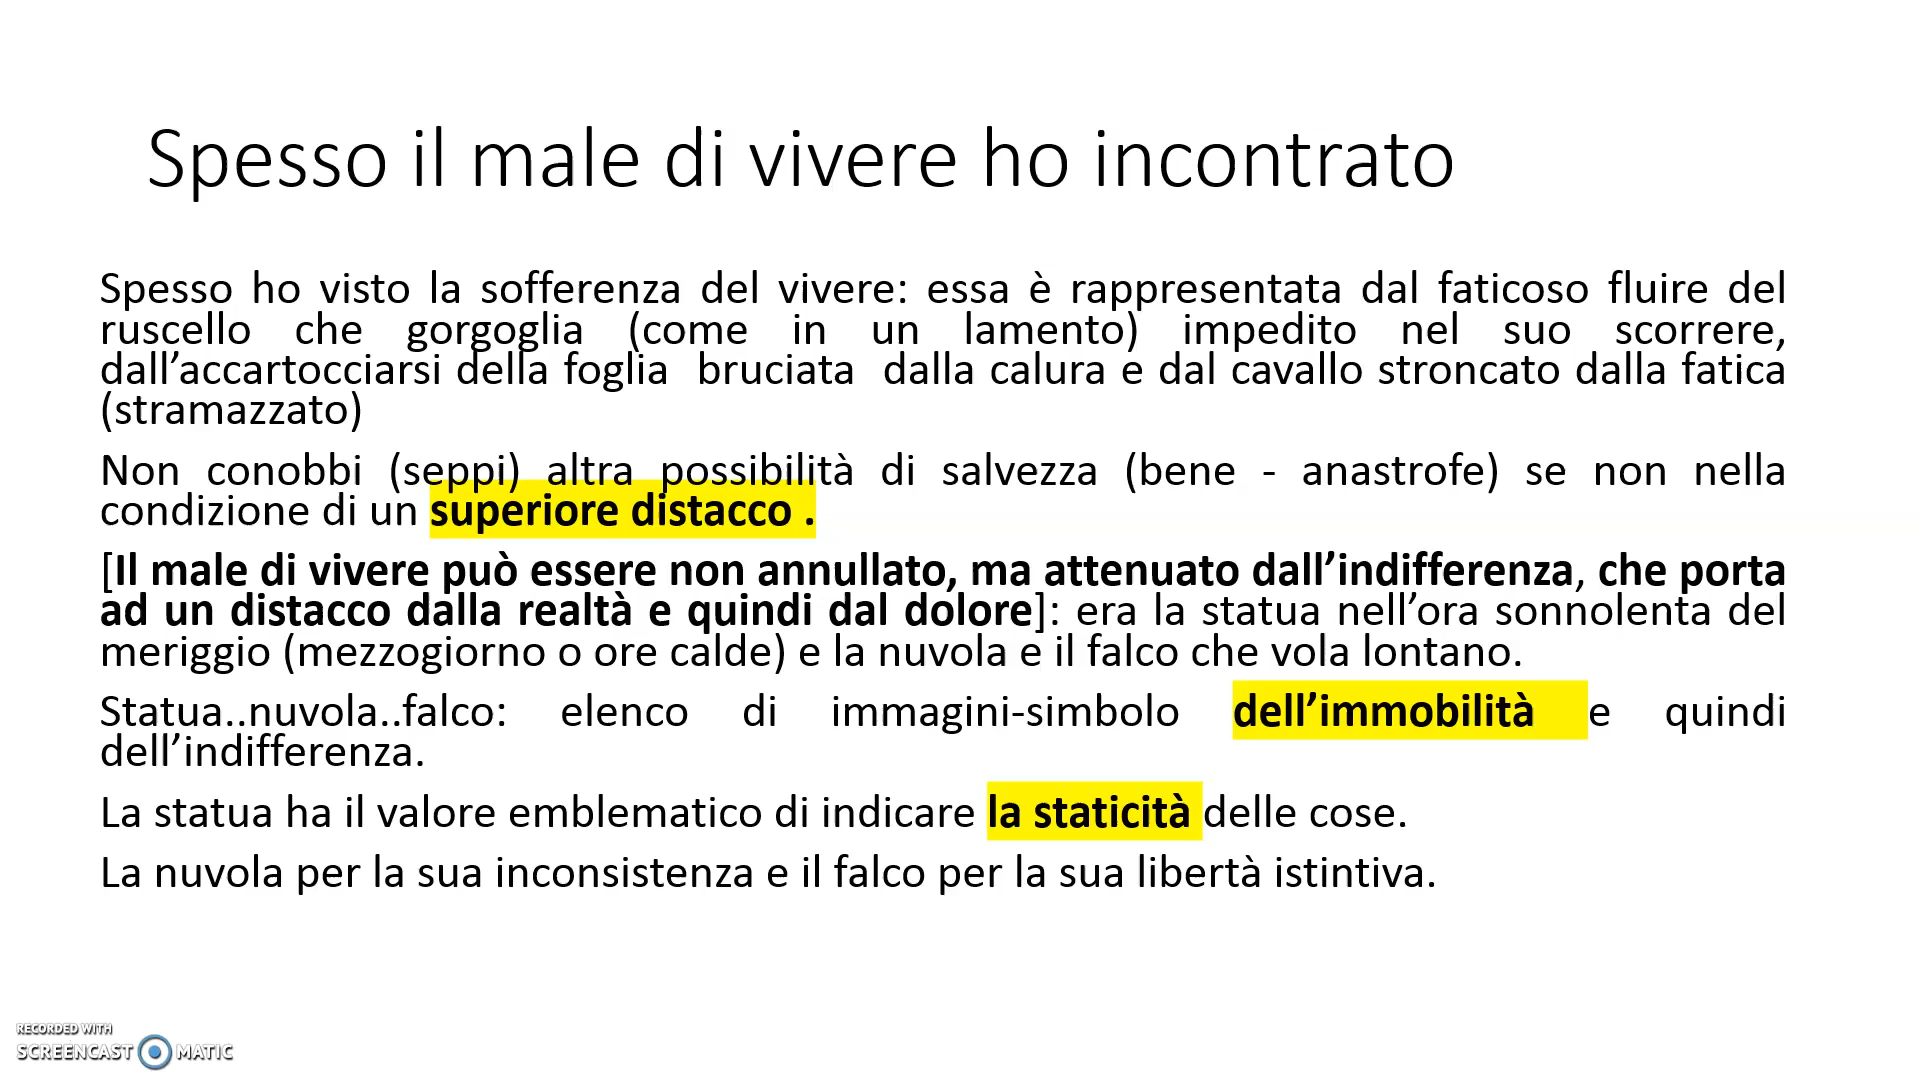 Spesso il male di vivere ho incontrato
Spesso ho visto la sofferenza del vivere: essa è rappresentata dal faticoso fluire del
ruscello che gorgoglia (come in un lamento) impedito nel suo scorrere,
dall’accartocciarsi della foglia bruciata dalla calura e dal cavallo stroncato dalla fatica
(stramazzato)
Non conobbi (seppi) altra possibilità di salvezza (bene - anastrofe) se non nella
condizione di un superiore distacco .
[Il male di vivere può essere non annullato, ma attenuato dall’indifferenza, che porta
ad un distacco dalla realtà e quindi dal dolore]: era la statua nell’ora sonnolenta del
meriggio (mezzogiorno o ore calde) e la nuvola e il falco che vola lontano.
Statua..nuvola..falco: elenco di immagini-simbolo dell’immobilità e quindi
dell’indifferenza.
La statua ha il valore emblematico di indicare la staticità delle cose.
La nuvola per la sua inconsistenza e il falco per la sua libertà istintiva.
RECORDED WITH
SCREENCAST MATIC